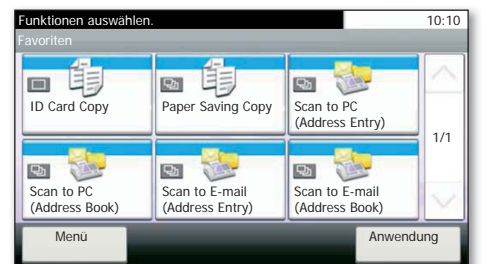 Funktionen auswählen.
10:10
Favoriten
ID Card Copy
Paper Saving Copy
Scan to PC
(Address Entry)
1/1
Scan to PC
(Address Book)
Scan to E-mail
(Address Entry)
Scan to E-mail
(Address Book)
Menü
Anwendung